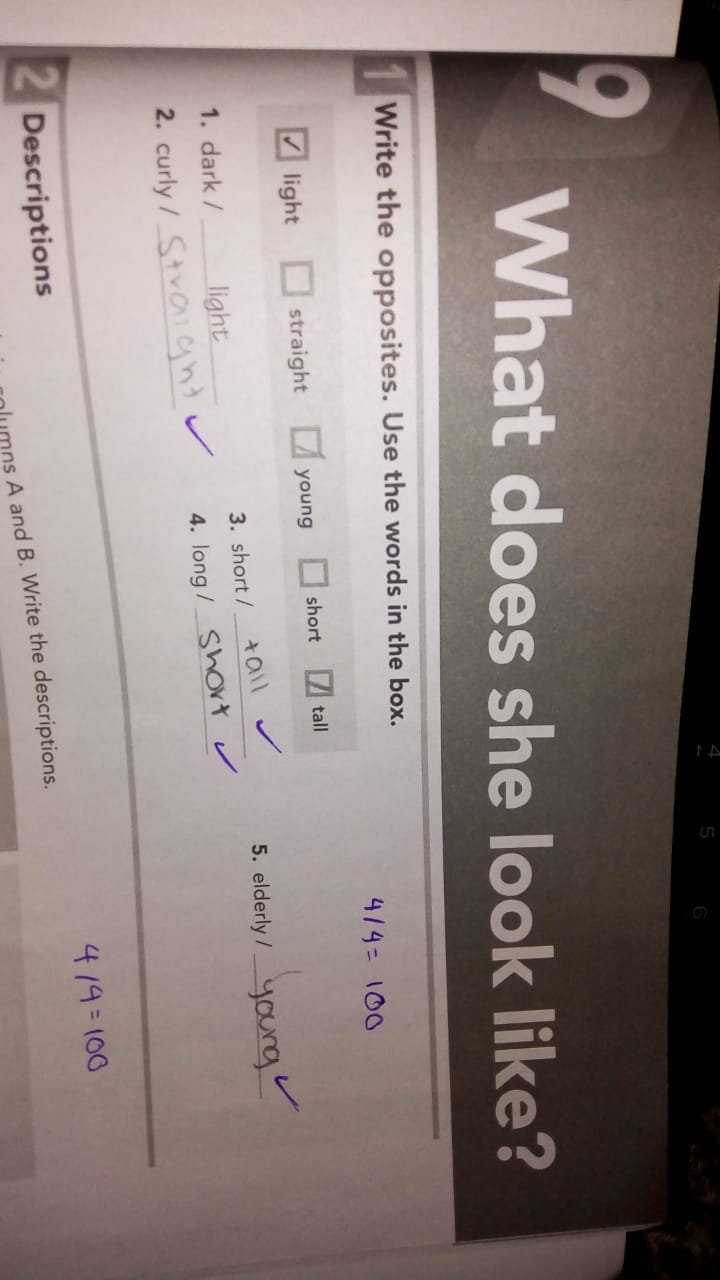 9 What does she look like?
1 Write the opposites. Use the words in the box.
4/4= 100
light straight young short tall
1. dark / light
2. curly / Straight ✓
3. short / tall ✓
4. long / Short ✓
5. elderly / young ✓
2 Descriptions
4/4=100
columns A and B. Write the descriptions.
4 5 6